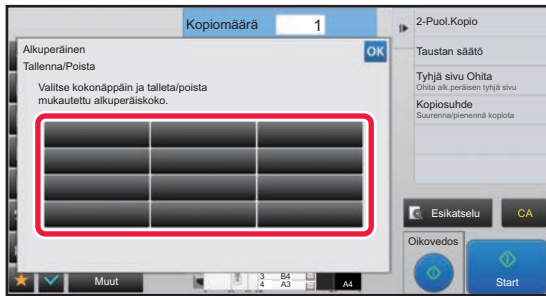 Kopiomäärä
1
2-Puol.Kopio
Alkuperäinen
OK
Tallenna/Poista
Taustan säätö
Valitse kokonäppäin ja talleta/poista
mukautettu alkuperäiskoko.
Tyhjä sivu Ohita
Ohita alk.peräisen tyhjä sivu
Kopiosuhde
Suurenna/pienennä kopiota
Esikatselu
CA
Oikovedos
Start
Muut
3 B4
4 A3
A4